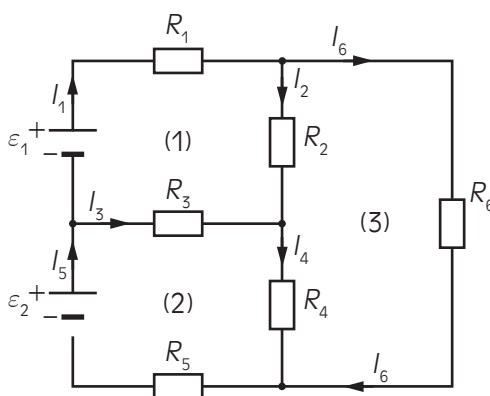 R₁
I₆
I₁
I₂
ε₁
+
−
(1)
R₂
R₃
R₆
I₃
(3)
I₅
I₄
ε₂
+
−
(2)
R₄
R₅
I₆